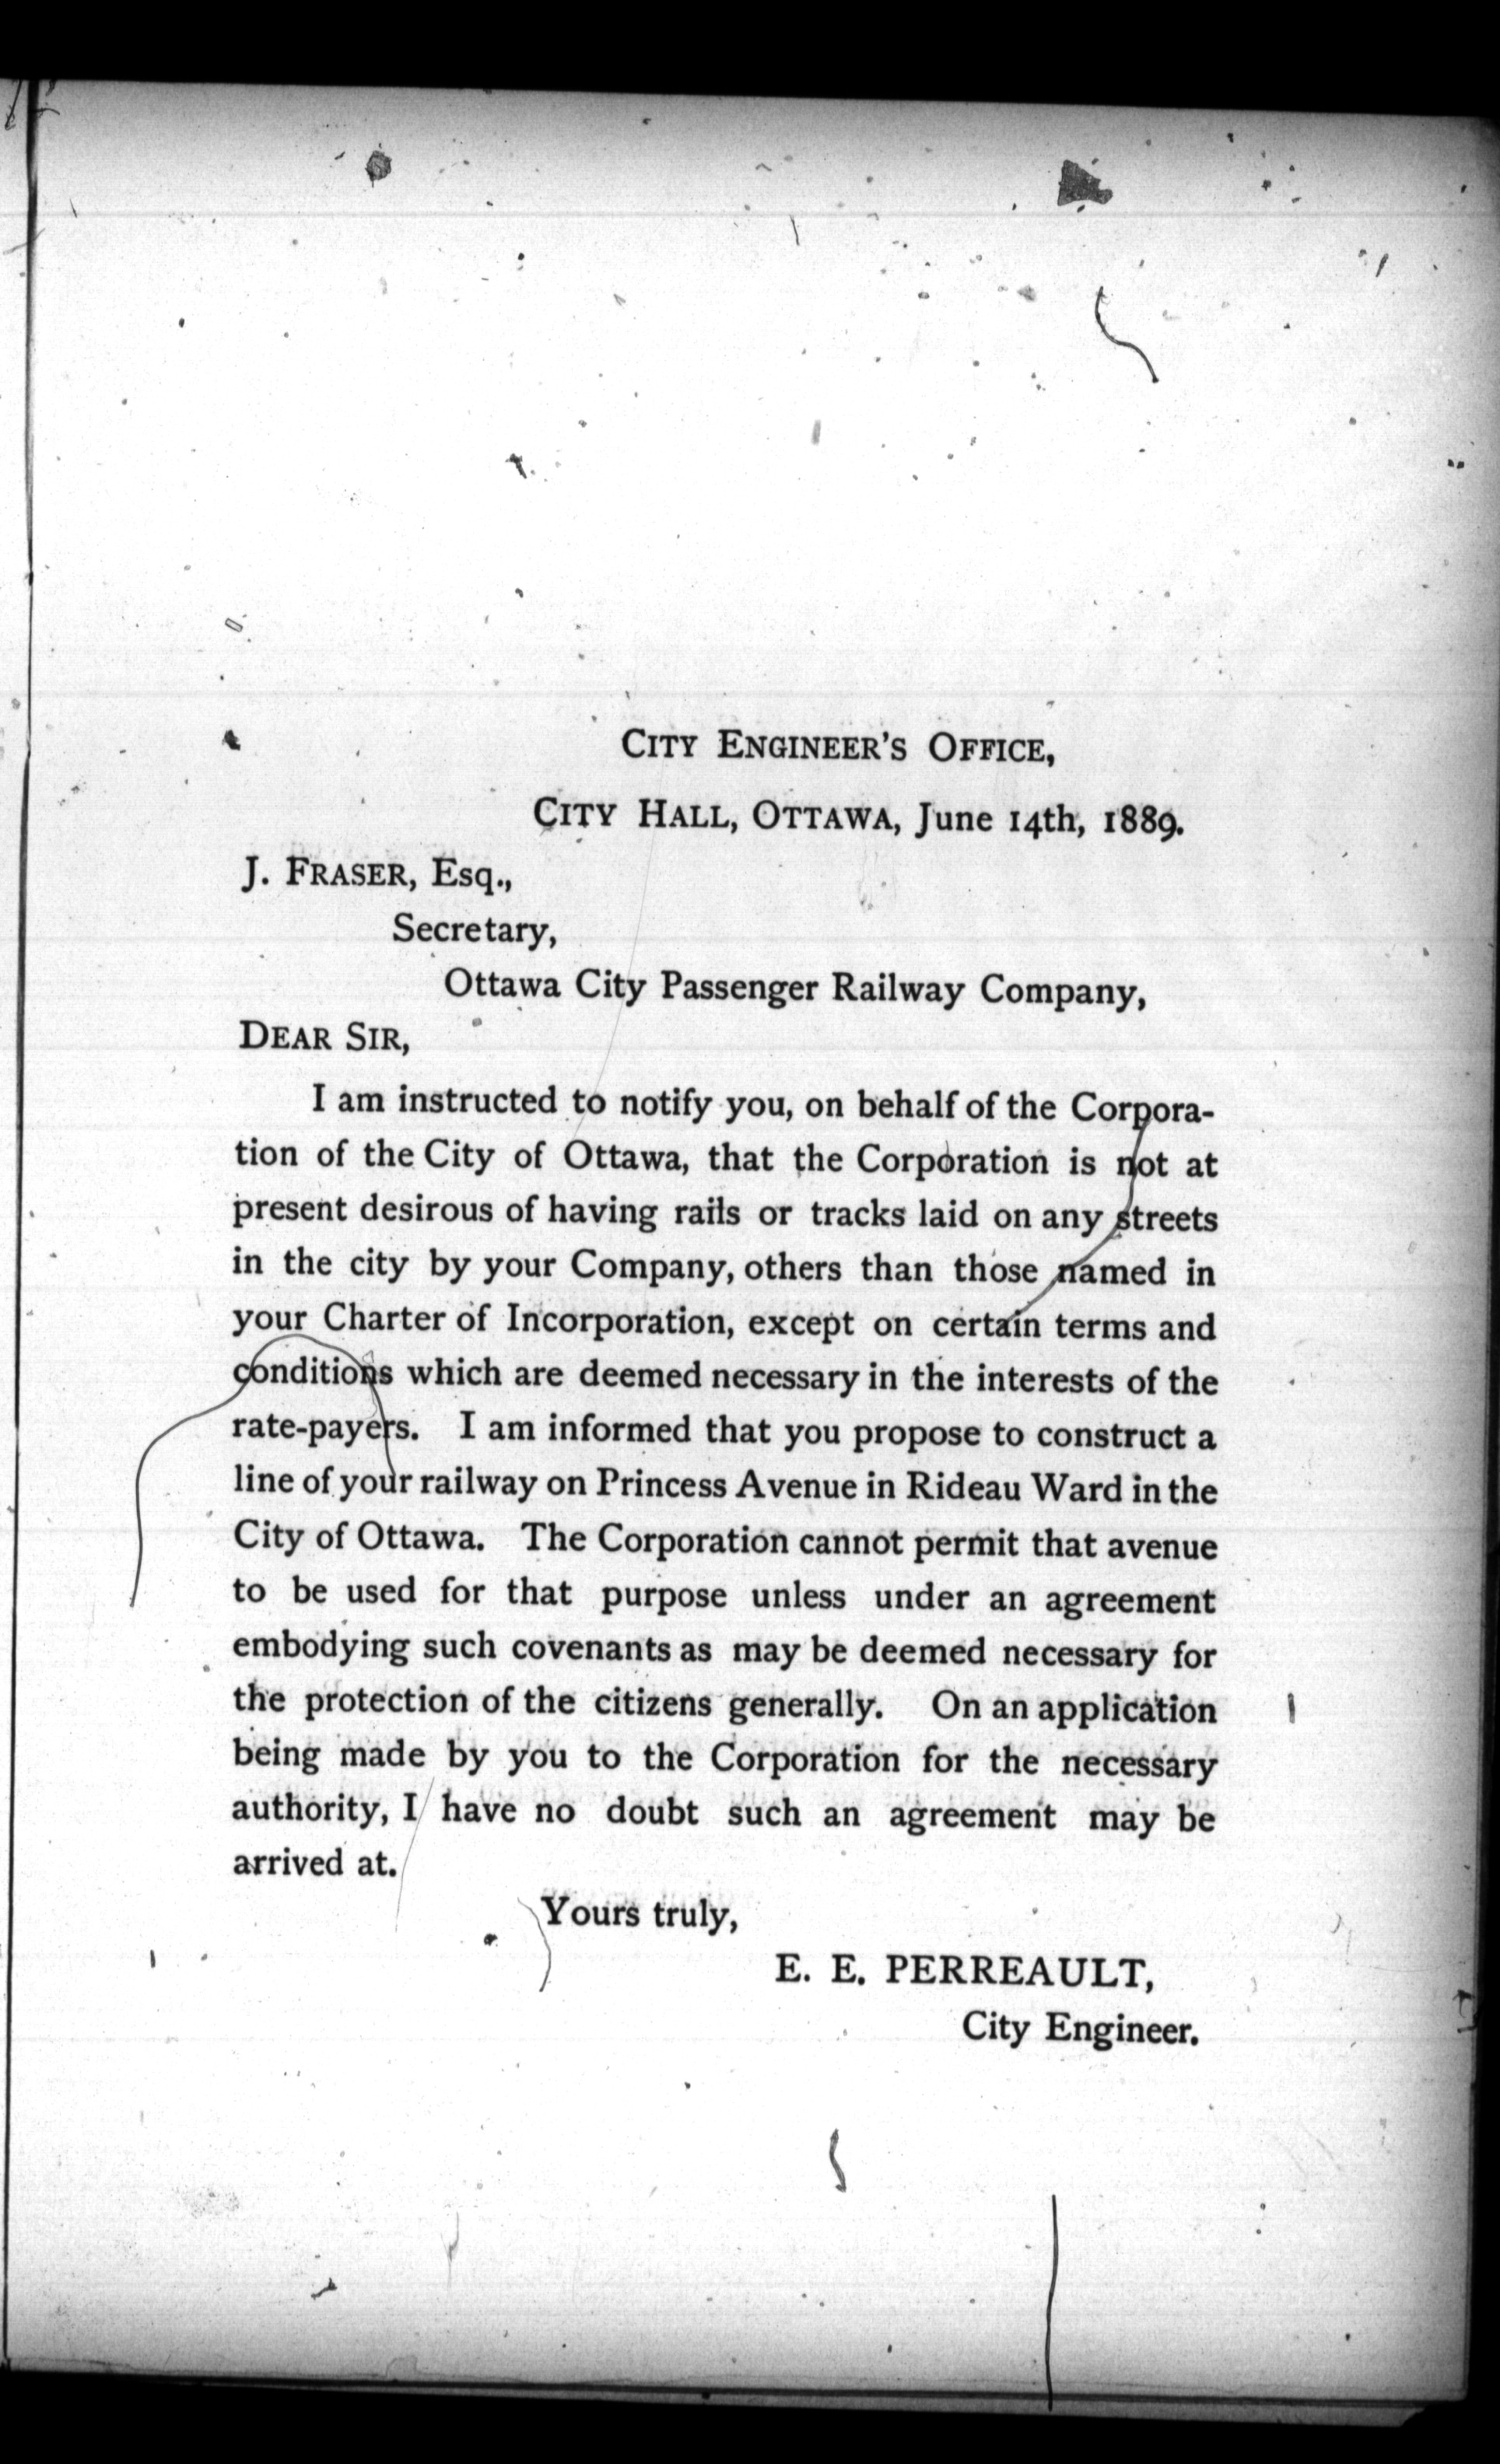 CITY ENGINEER'S OFFICE,
CITY HALL, OTTAWA, June 14th, 1889.
J. FRASER, Esq.,
Secretary,
Ottawa City Passenger Railway Company,
DEAR SIR,
I am instructed to notify you, on behalf of the Corpora-
tion of the City of Ottawa, that the Corporation is not at
present desirous of having rails or tracks laid on any streets
in the city by your Company, others than those named in
your Charter of Incorporation, except on certain terms and
conditions which are deemed necessary in the interests of the
rate-payers. I am informed that you propose to construct a
line of your railway on Princess Avenue in Rideau Ward in the
City of Ottawa. The Corporation cannot permit that avenue
to be used for that purpose unless under an agreement
embodying such covenants as may be deemed necessary for
the protection of the citizens generally. On an application
being made by you to the Corporation for the necessary
authority, I have no doubt such an agreement may be
arrived at.
Yours truly,
E. E. PERREAULT,
City Engineer.